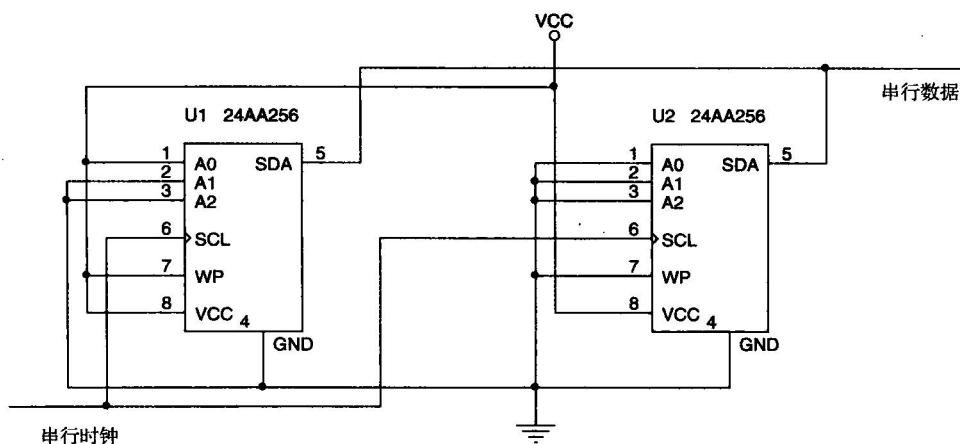 VCC
串行数据
U1 24AA256
1 A0 SDA 5
2 A1
3 A2
6 SCL
7 WP
8 VCC 4
GND
U2 24AA256
1 A0 SDA 5
2 A1
3 A2
6 SCL
7 WP
8 VCC 4
GND
串行时钟